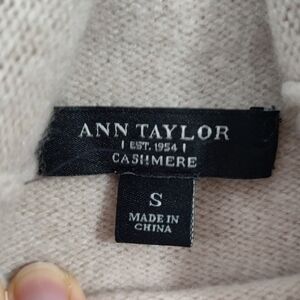 ANN TAYLOR
| EST. 1954 |
CASHMERE
S
MADE IN
CHINA